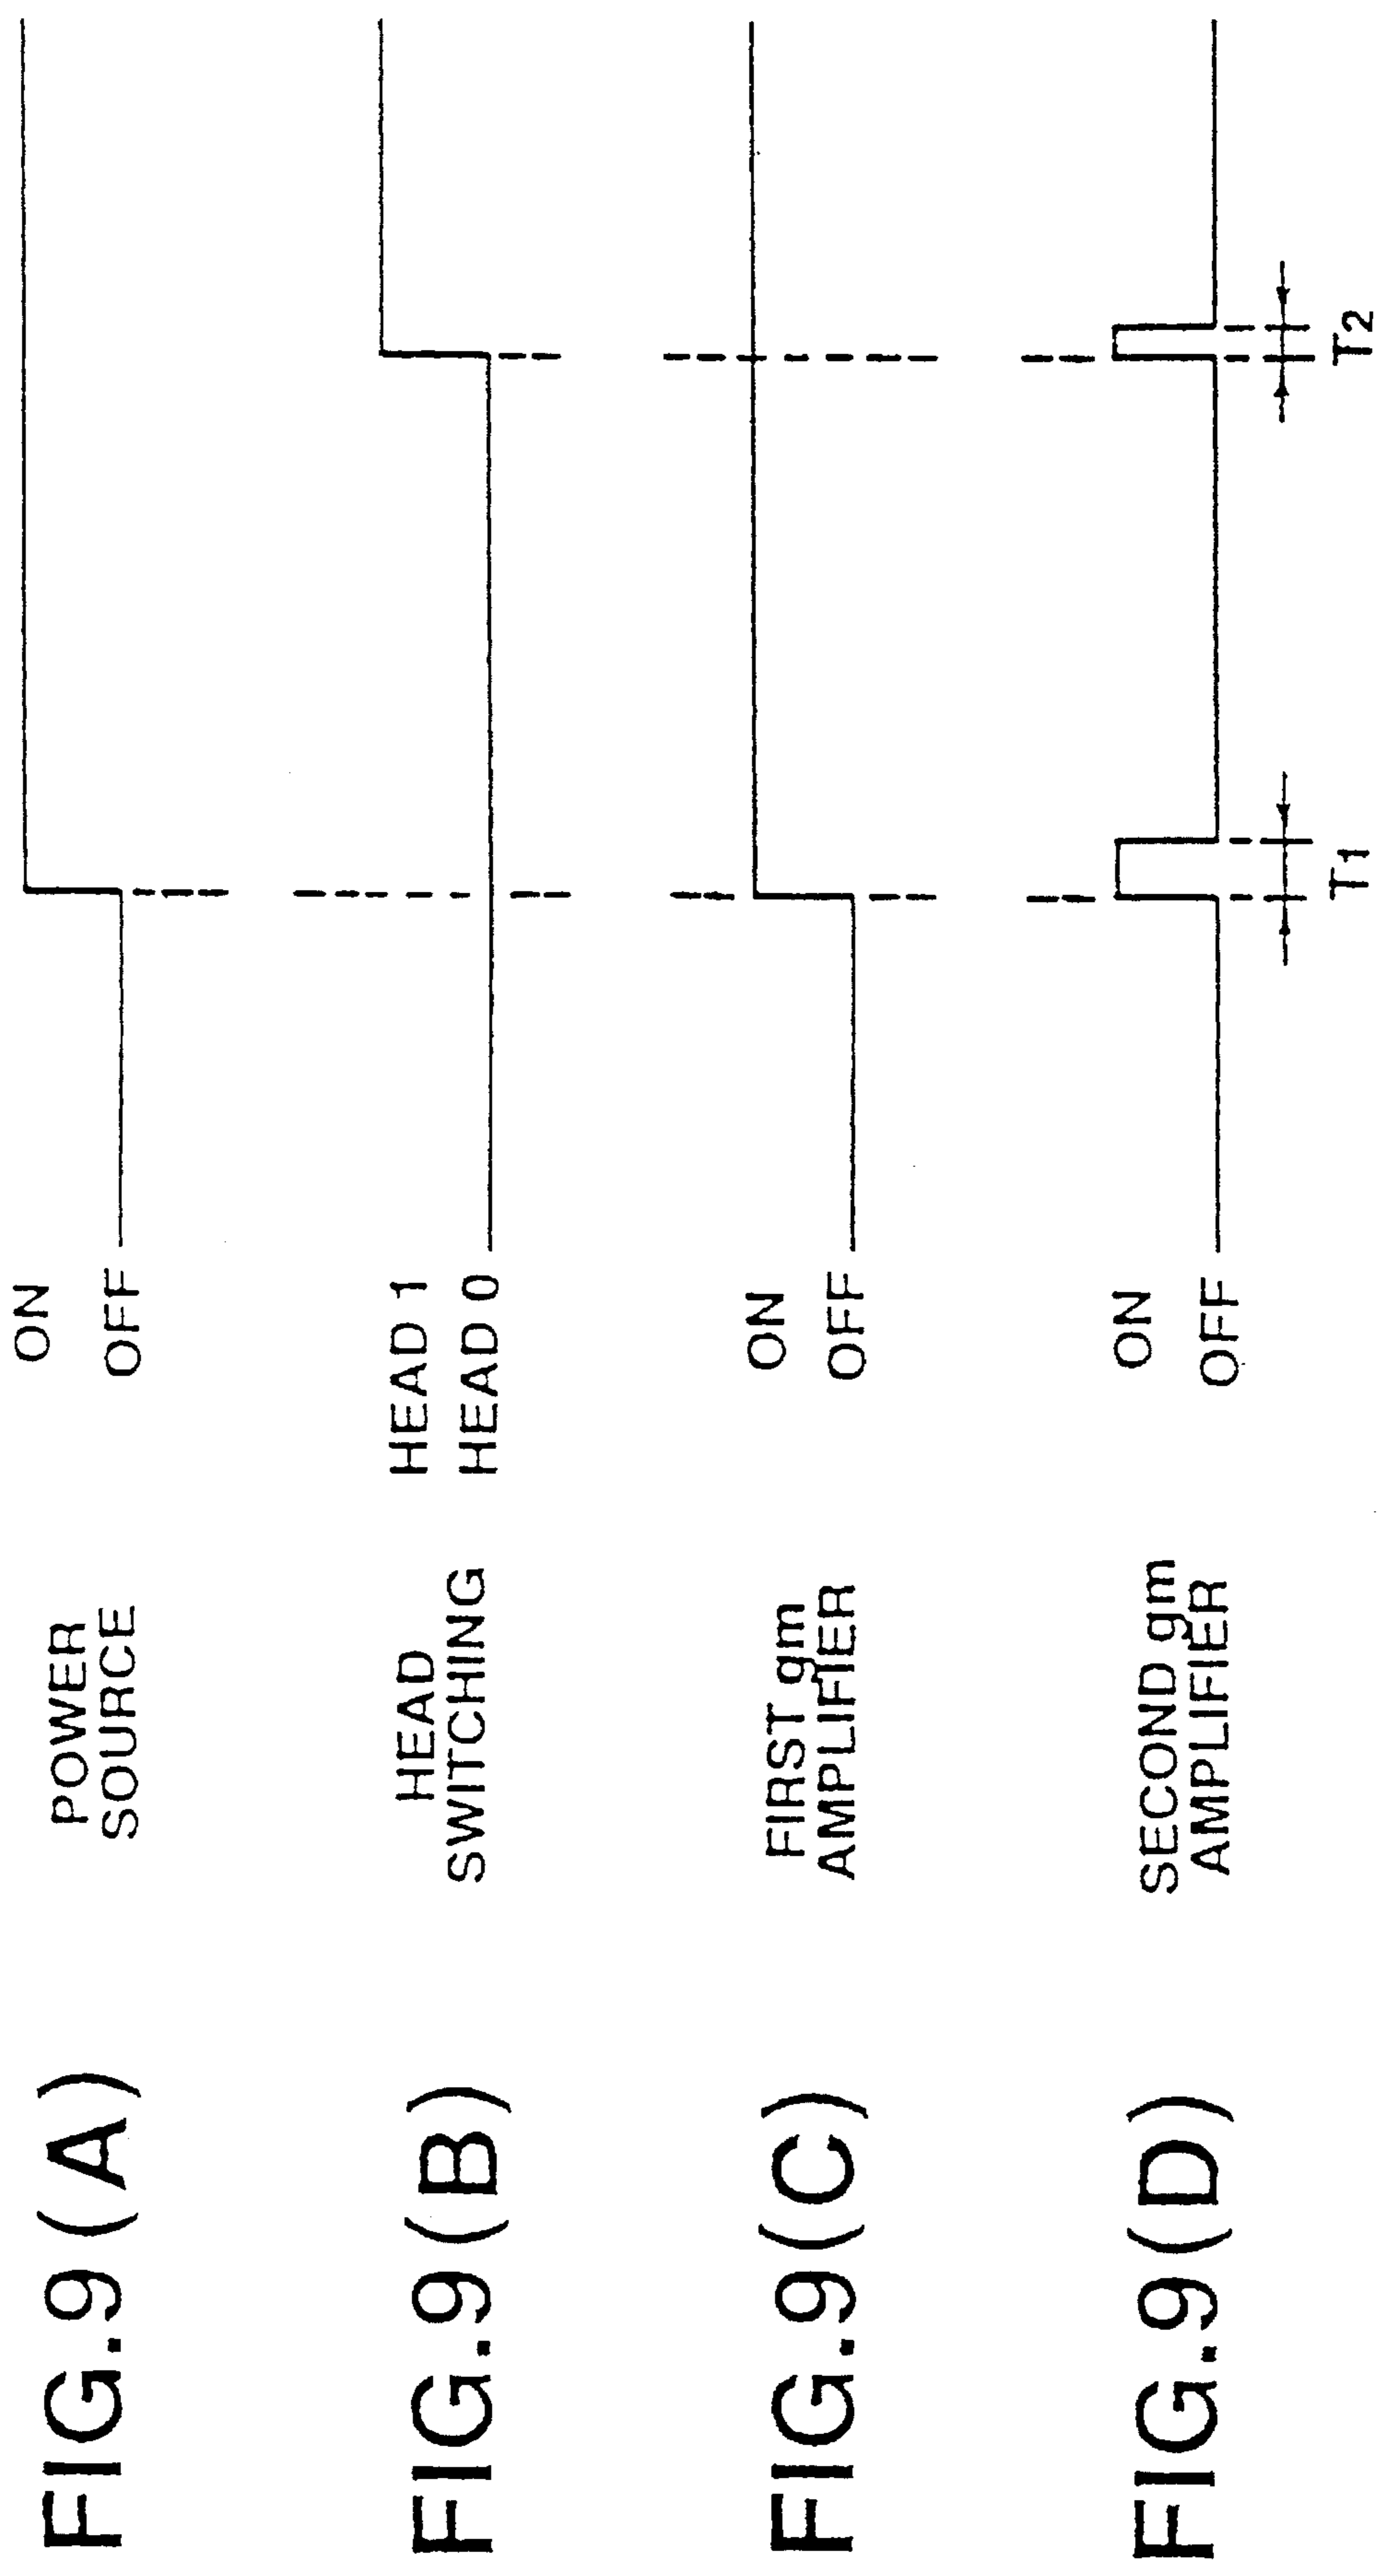 FIG.9(A)
POWER
SOURCE
ON
OFF
FIG.9(B)
HEAD
SWITCHING
HEAD 1
HEAD 0
FIG.9(C)
FIRST gm
AMPLIFIER
ON
OFF
FIG.9(D)
SECOND gm
AMPLIFIER
ON
OFF
T1
T2